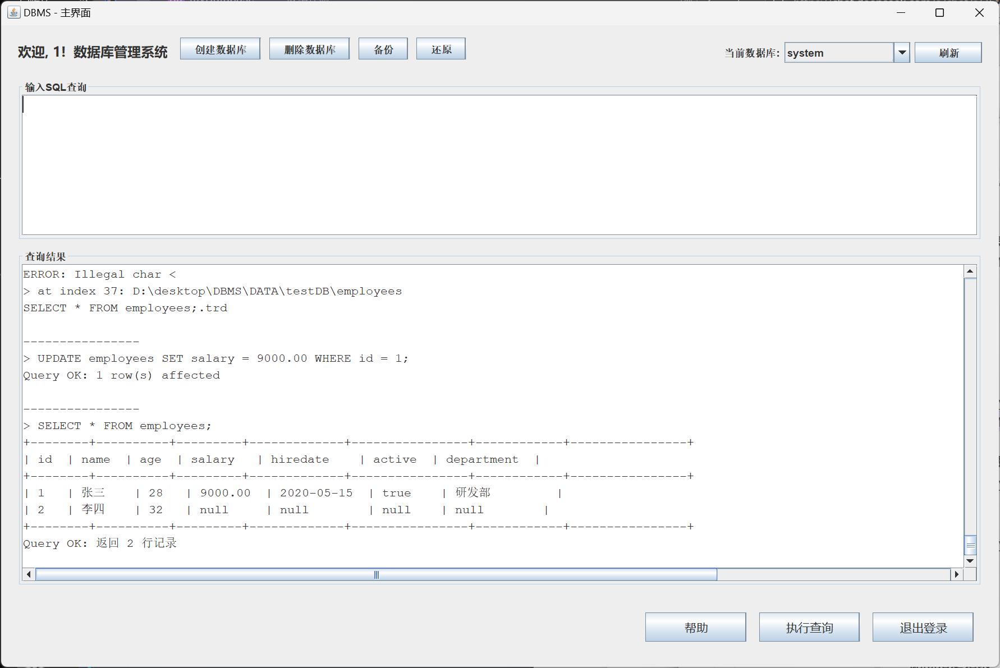 DBMS - 主界面
欢迎, 1! 数据库管理系统 创建数据库 删除数据库 备份 还原 当前数据库: system 刷新
输入SQL查询
查询结果
ERROR: Illegal char <
> at index 37: D:\desktop\DBMS\DATA\testDB\employees
SELECT * FROM employees;.trd
----------------
> UPDATE employees SET salary = 9000.00 WHERE id = 1;
Query OK: 1 row(s) affected
----------------
> SELECT * FROM employees;
+--------+----------+---------+-------------+----------------+------------+----------------+
| id  | name  | age  | salary   | hiredate    | active  | department  |
+--------+----------+---------+-------------+----------------+------------+----------------+
| 1   | 张三    | 28   | 9000.00  | 2020-05-15  | true    | 研发部         |
| 2   | 李四    | 32   | null     | null        | null    | null        |
+--------+----------+---------+-------------+----------------+------------+----------------+
Query OK: 返回 2 行记录
帮助 执行查询 退出登录